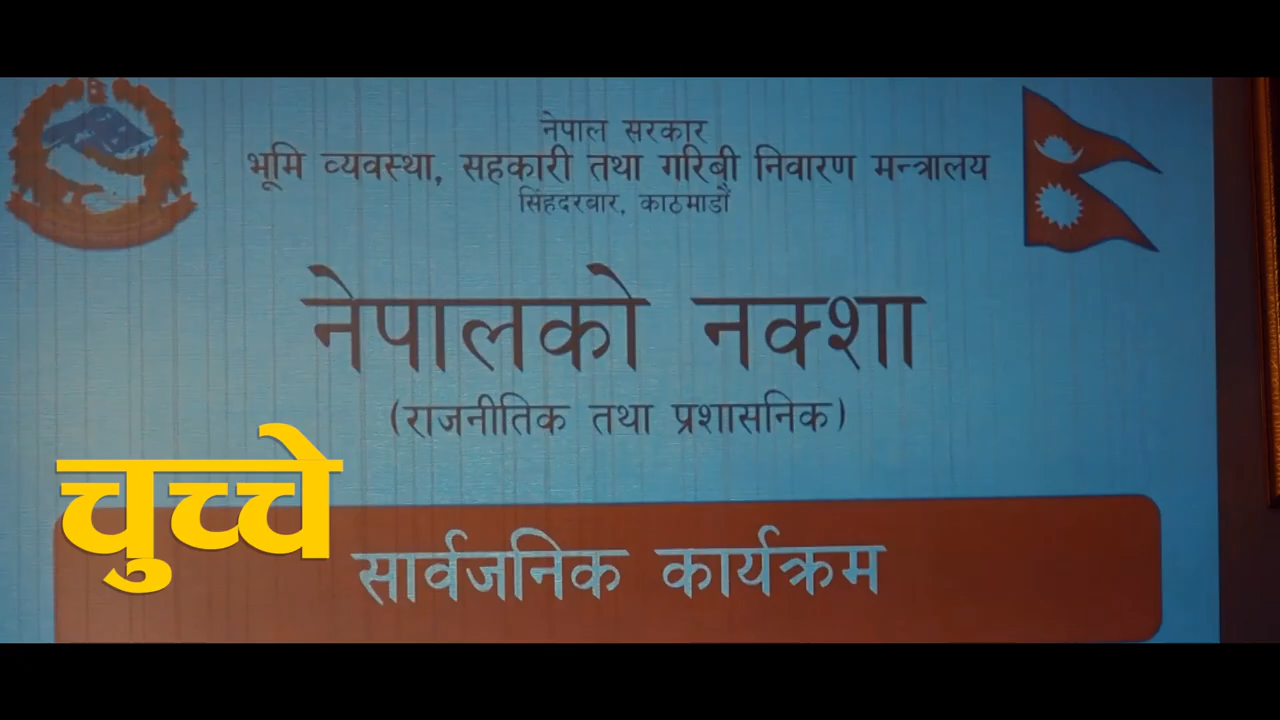 नेपाल सरकार
भूमि व्यवस्था, सहकारी तथा गरिबी निवारण मन्त्रालय
सिंहदरबार, काठमाडौं
नेपालको नक्शा
(राजनीतिक तथा प्रशासनिक)
चुच्चे
सार्वजनिक कार्यक्रम